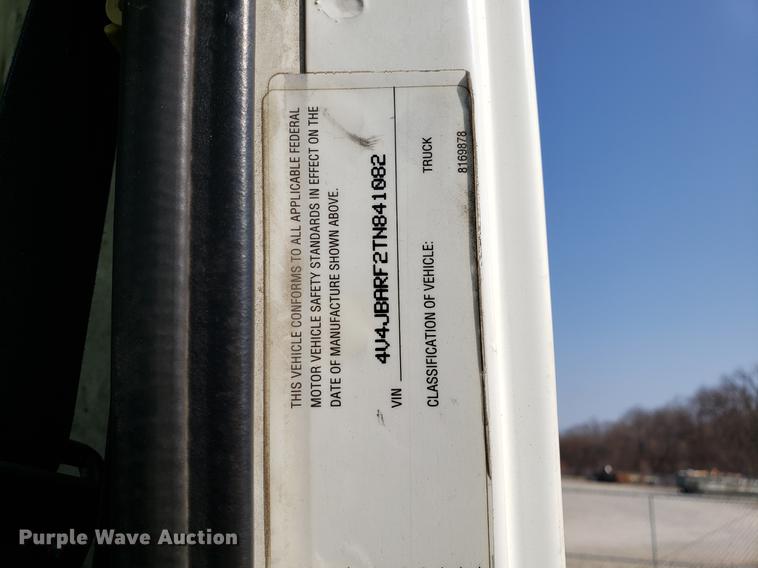 THIS VEHICLE CONFORMS TO ALL APPLICABLE FEDERAL
MOTOR VEHICLE SAFETY STANDARDS IN EFFECT ON THE
DATE OF MANUFACTURE SHOWN ABOVE.
VIN 4V4JBARF2TN841082
CLASSIFICATION OF VEHICLE: TRUCK
8169878
Purple Wave Auction